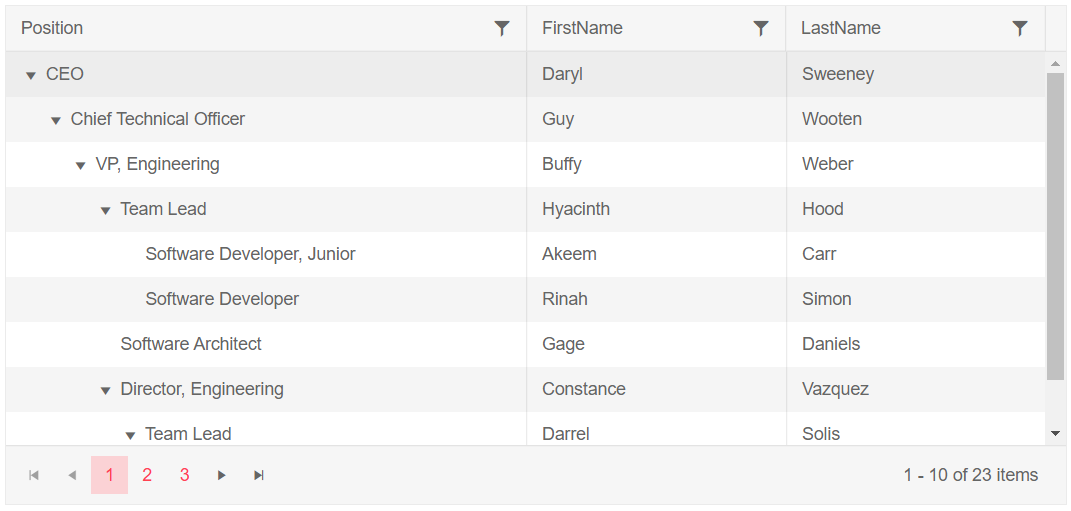 Position FirstName LastName
CEO Daryl Sweeney
Chief Technical Officer Guy Wooten
VP, Engineering Buffy Weber
Team Lead Hyacinth Hood
Software Developer, Junior Akeem Carr
Software Developer Rinah Simon
Software Architect Gage Daniels
Director, Engineering Constance Vazquez
Team Lead Darrel Solis
1 2 3 1 - 10 of 23 items